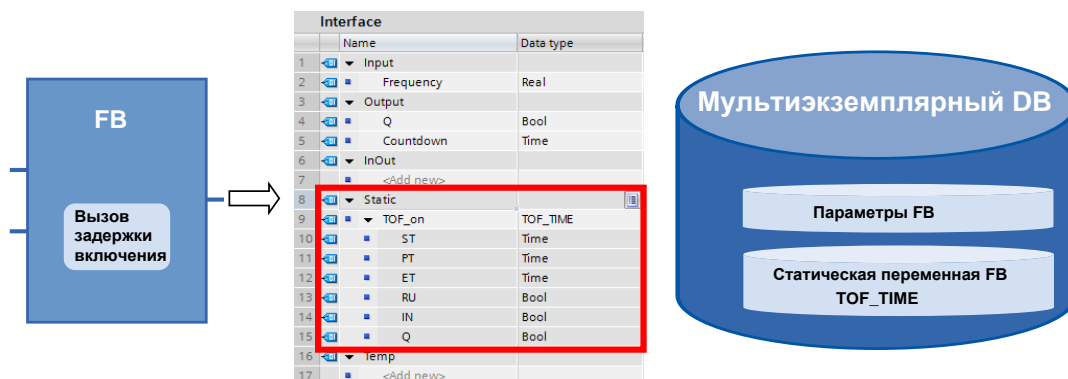 FB
Вызов
задержки
включения
Interface
Name Data type
1 Input
2 Frequency Real
3 Output
4 Q Bool
5 Countdown Time
6 InOut
7 <Add new>
8 Static
9 TOF_on TOF_TIME
10 ST Time
11 PT Time
12 ET Time
13 RU Bool
14 IN Bool
15 Q Bool
16 Temp
17 <Add new>
Мультиэкземплярный DB
Параметры FB
Статическая переменная FB
TOF_TIME